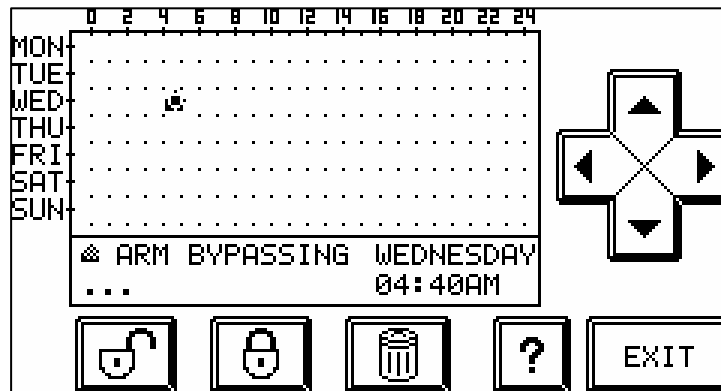 0 2 4 6 8 10 12 14 16 18 20 22 24
MON
TUE
WED
THU
FRI
SAT
SUN
ARM BYPASSING WEDNESDAY
... 04:40AM
? EXIT